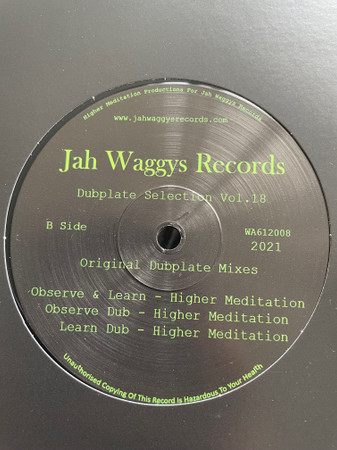 Higher Meditation Productions For Jah Waggys Records
www.jahwaggysrecords.com
Jah Waggys Records
Dubplate Selection Vol.18
B Side
WA612008
2021
Original Dubplate Mixes
Observe & Learn - Higher Meditation
Observe Dub - Higher Meditation
Learn Dub - Higher Meditation
Unauthorised Copying Of This Record is Hazardous To Your Health